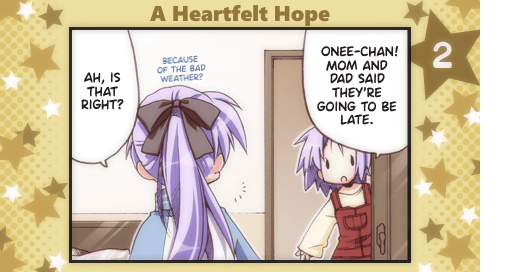 A Heartfelt Hope
2
ONEE-CHAN!
MOM AND
DAD SAID
THEY'RE
GOING TO BE
LATE.
BECAUSE
OF THE BAD
WEATHER?
AH, IS
THAT
RIGHT?